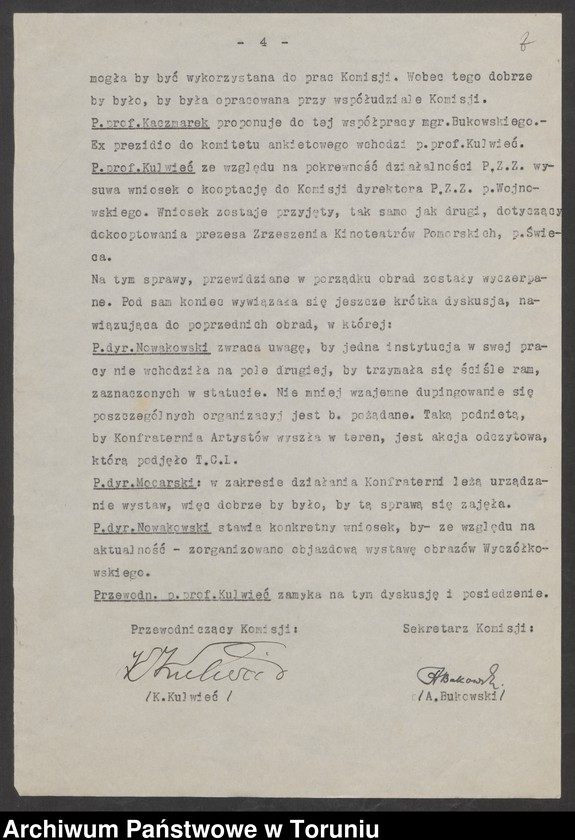 - 4 -
mogła by być wykorzystana do prac Komisji. Wobec tego dobrze
by było, by była opracowana przy współudziale Komisji.
P.prof.Kaczmarek proponuje do tej współpracy mgr.Bukowskiego.-
Ex prezidio do komitetu ankietowego wchodzi p.prof.Kulwieć.
P.prof.Kulwieć ze względu na pokrewność działalności P.Z.Z. wy-
suwa wniosek o kooptację do Komisji dyrektora P.Z.Z. p.Wojno-
wskiego. Wniosek zostaje przyjęty, tak samo jak drugi, dotyczący
dokooptowania prezesa Zrzeszenia Kinoteatrów Pomorskich, p.Świe-
ca.
Na tym sprawy, przewidziane w porządku obrad zostały wyczerpa-
ne. Pod sam koniec wywiązała się jeszcze krótka dyskusja, na-
wiązująca do poprzednich obrad, w której:
P.dyr.Nowakowski zwraca uwagę, by jedna instytucja w swej pra-
cy nie wchodziła na pole drugiej, by trzymała się ściśle ram,
zaznaczonych w statucie. Nie mniej wzajemne dupingowanie się
poszczególnych organizacyj jest b. pożądane. Taką podnietą,
by Konfraternia Artystów wyszła w teren, jest akcja odczytowa,
którą podjęło T.C.L.
P.dyr.Mocarski: w zakresie działania Konfraterni leżą urządza-
nie wystaw, więc dobrze by było, by tą sprawą się zajęła.
P.dyr.Nowakowski stawia konkretny wniosek, by- ze względu na
aktualność - zorganizowano objazdową wystawę obrazów Wyczółko-
wskiego.
Przewodn. p.prof.Kulwieć zamyka na tym dyskusję i posiedzenie.
Przewodniczący Komisji: Sekretarz Komisji:
K Kulwieć ABukowski
/K.Kulwieć / /A.Bukowski/
Archiwum Państwowe w Toruniu